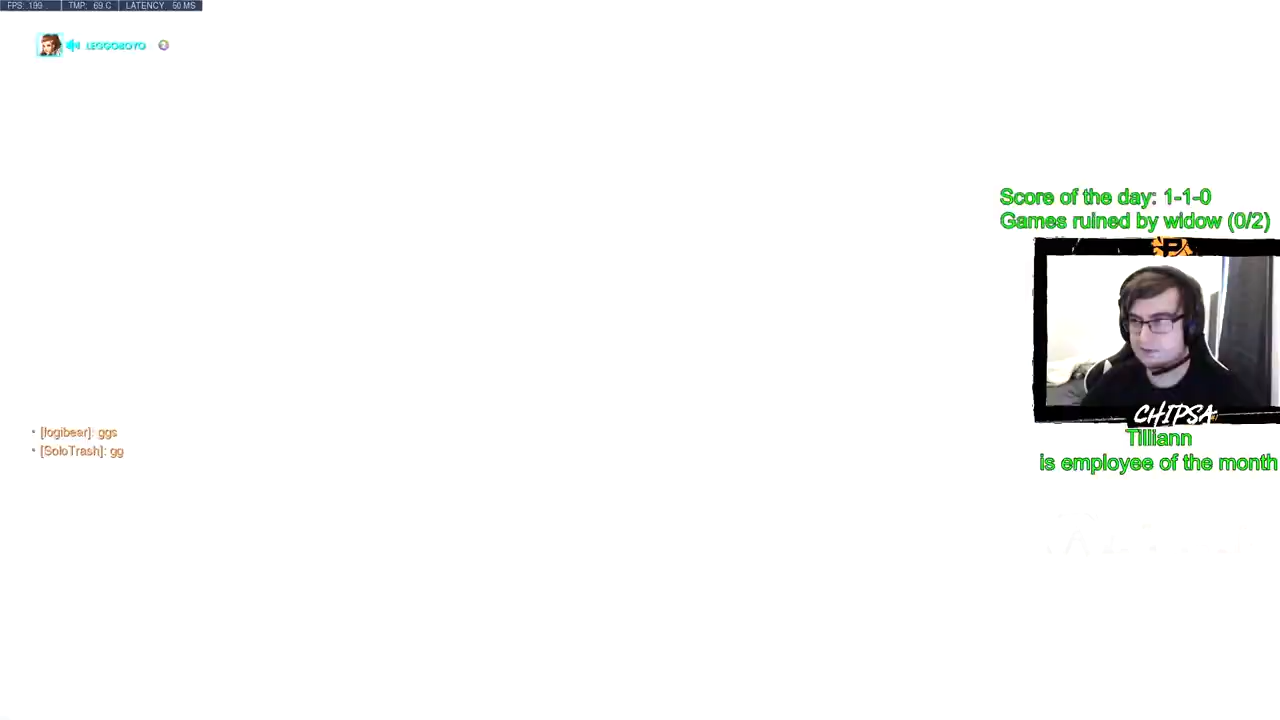 FPS: 199 TMP: 69 C LATENCY: 50 MS
LEGGOBOYO
Score of the day: 1-1-0
Games ruined by widow (0/2)
CHIPSA
[logibear]: ggs
[SoloTrash]: gg
Tilliann
is employee of the month